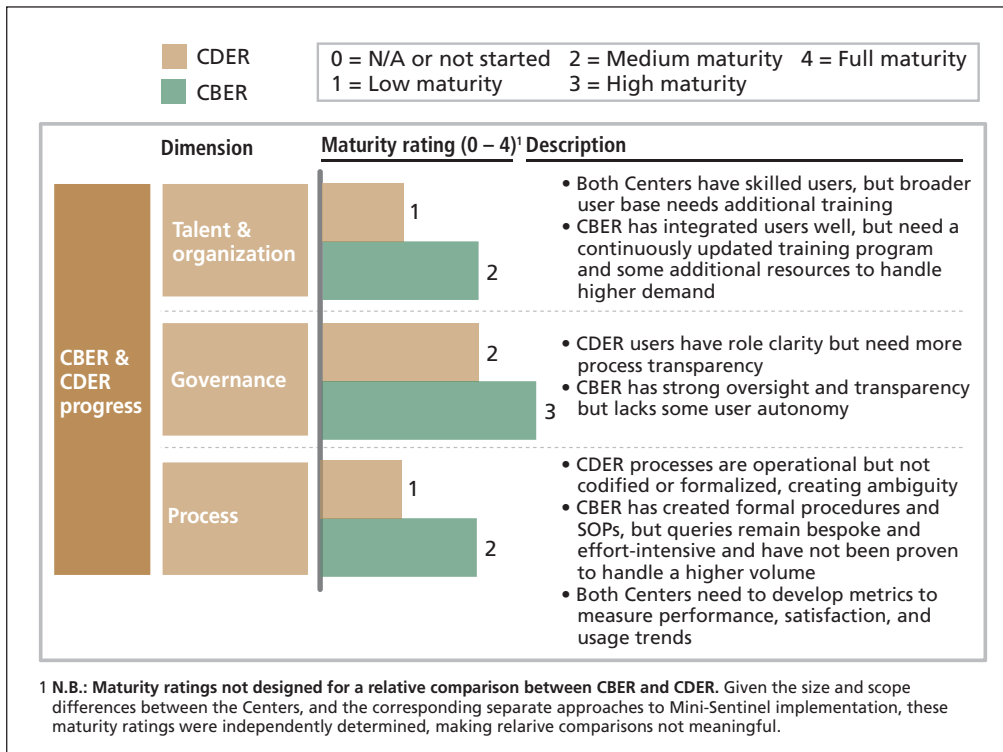 CDER
CBER
0 = N/A or not started 2 = Medium maturity 4 = Full maturity
1 = Low maturity 3 = High maturity
Dimension Maturity rating (0 – 4)1 Description
CBER &
CDER
progress
Talent &
organization
1
2
• Both Centers have skilled users, but broader
user base needs additional training
• CBER has integrated users well, but need a
continuously updated training program
and some additional resources to handle
higher demand
Governance
2
3
• CDER users have role clarity but need more
process transparency
• CBER has strong oversight and transparency
but lacks some user autonomy
Process
1
2
• CDER processes are operational but not
codified or formalized, creating ambiguity
• CBER has created formal procedures and
SOPs, but queries remain bespoke and
effort-intensive and have not been proven
to handle a higher volume
• Both Centers need to develop metrics to
measure performance, satisfaction, and
usage trends
1 N.B.: Maturity ratings not designed for a relative comparison between CBER and CDER. Given the size and scope
differences between the Centers, and the corresponding separate approaches to Mini-Sentinel implementation, these
maturity ratings were independently determined, making relarive comparisons not meaningful.